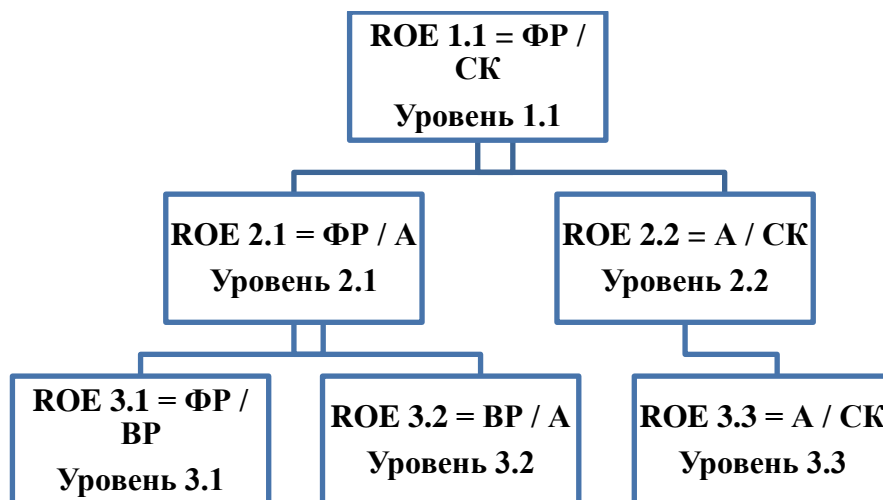 ROE 1.1 = ФР /
СК
Уровень 1.1
ROE 2.1 = ФР / А
Уровень 2.1
ROE 2.2 = А / СК
Уровень 2.2
ROE 3.1 = ФР /
ВР
Уровень 3.1
ROE 3.2 = ВР / А
Уровень 3.2
ROE 3.3 = А / СК
Уровень 3.3